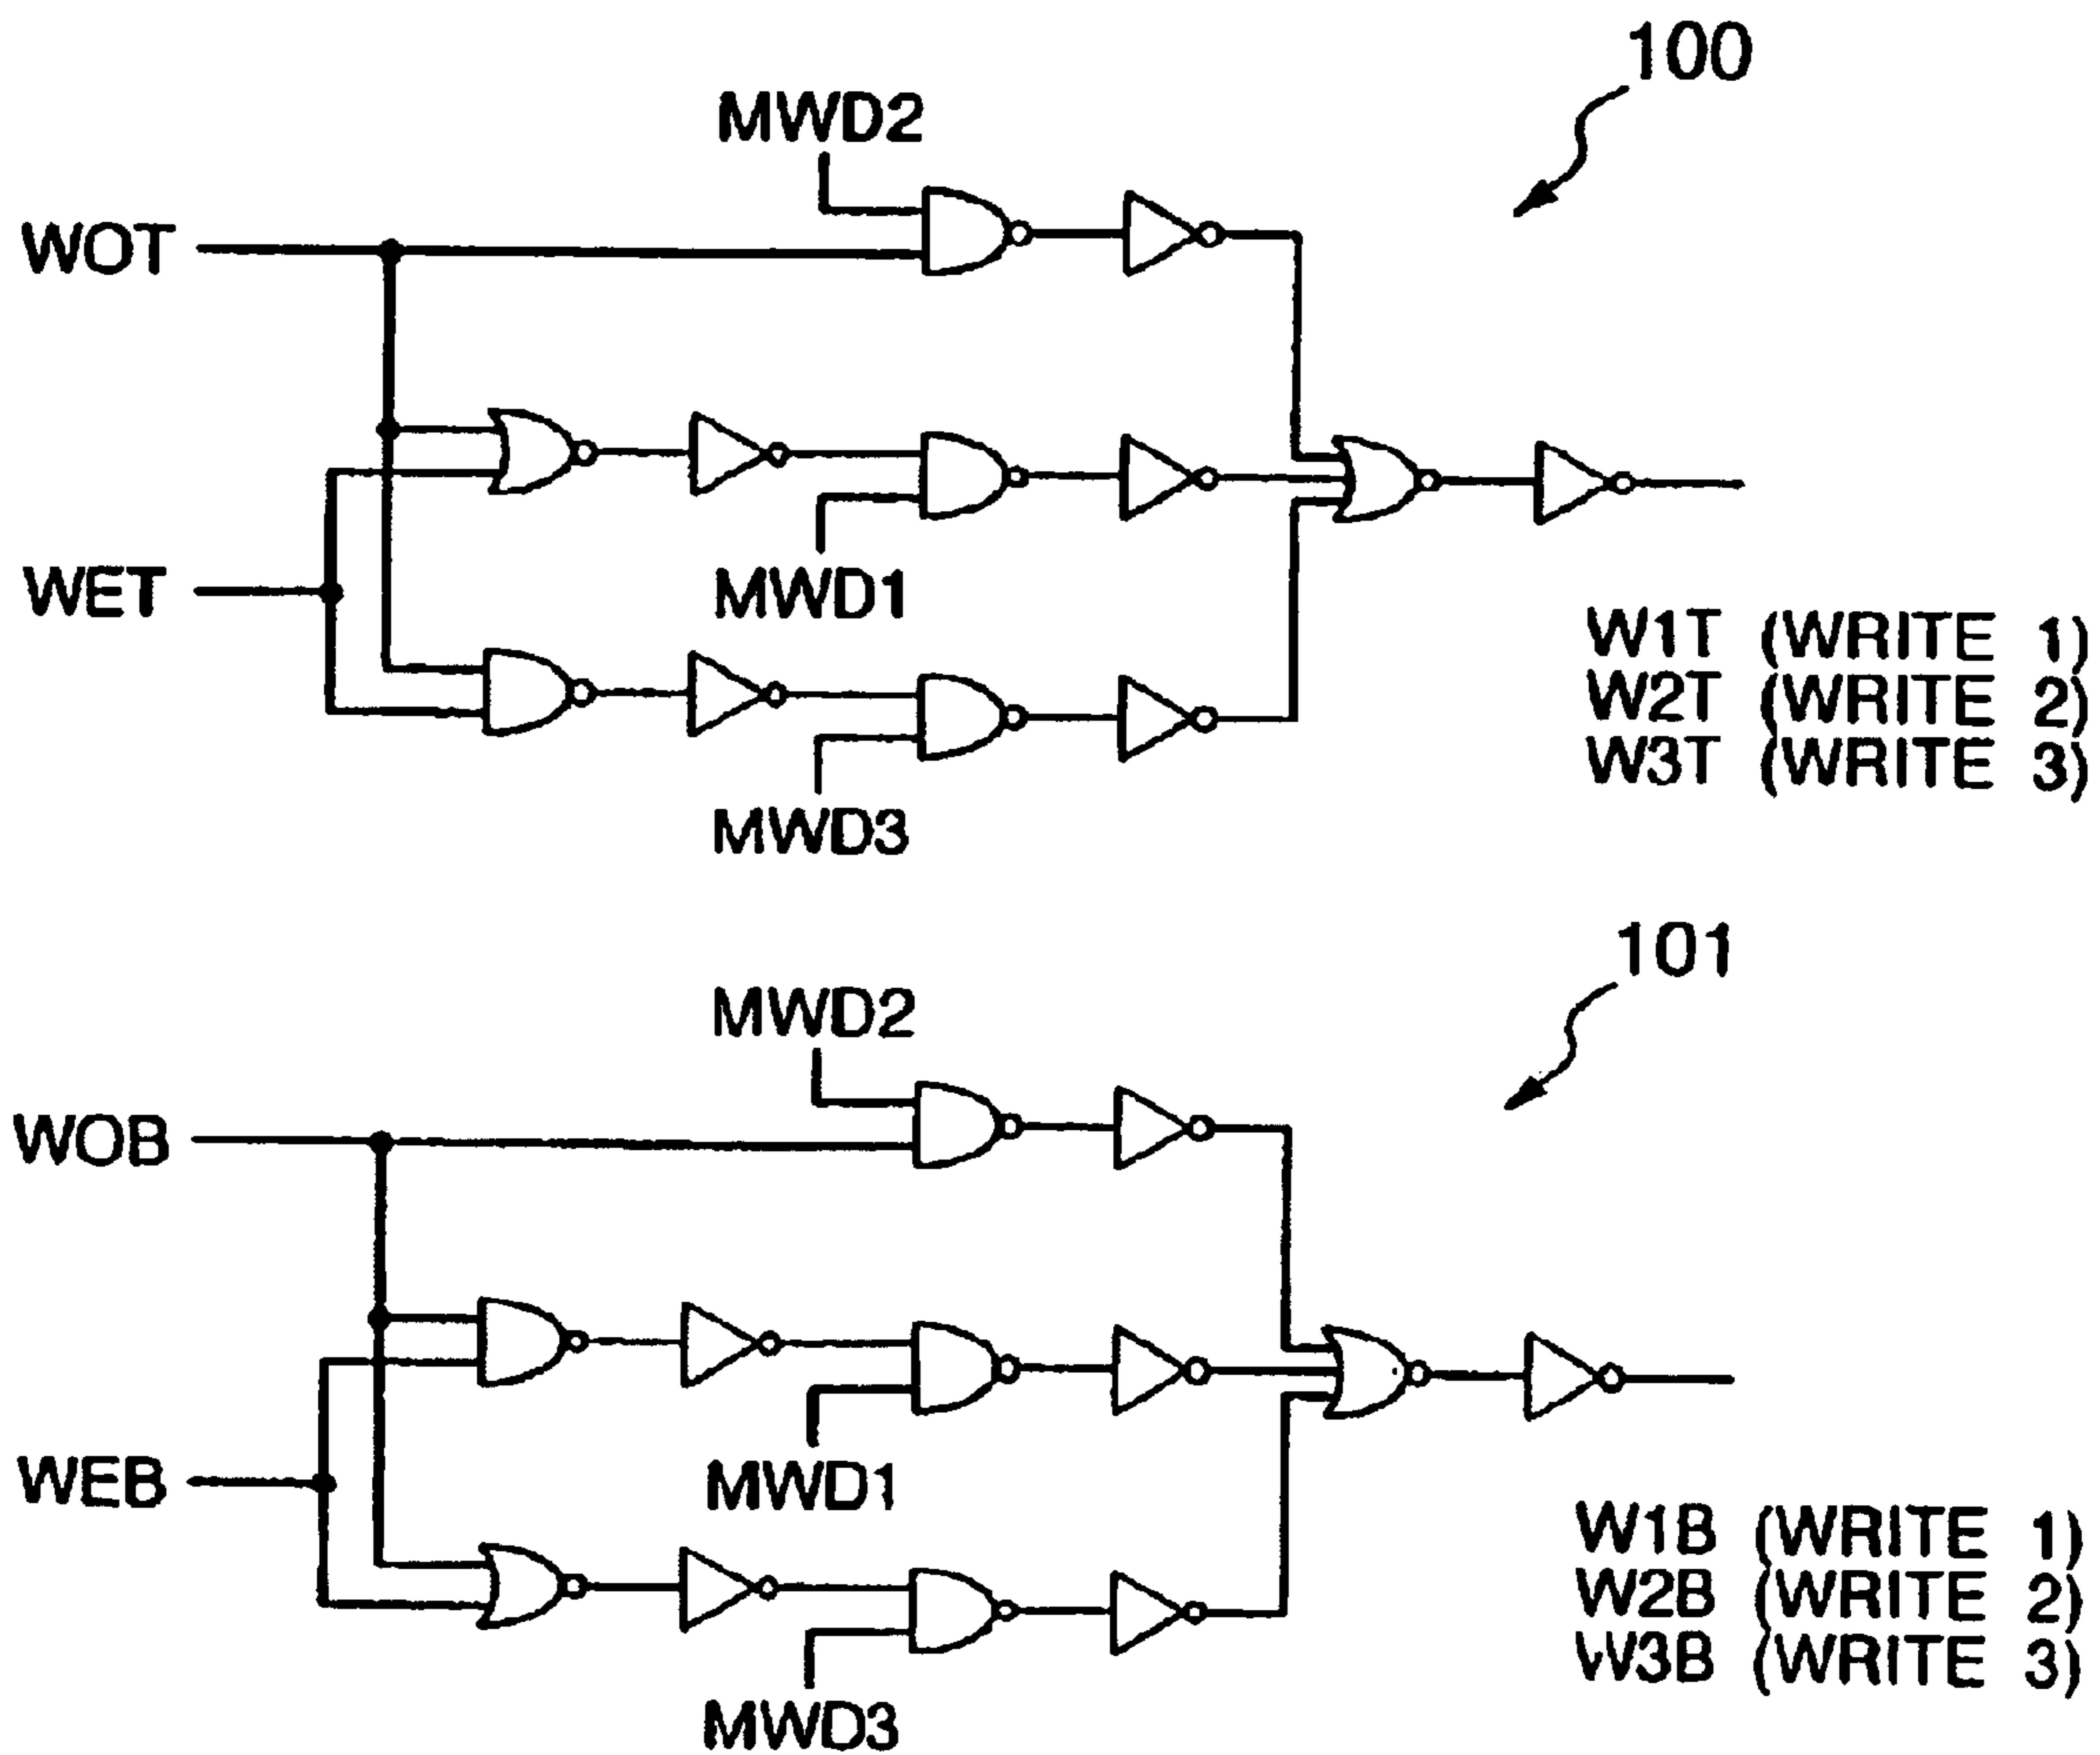 100
MWD2
WOT
MWD1
WET
W1T (WRITE 1)
W2T (WRITE 2)
W3T (WRITE 3)
MWD3
101
MWD2
WOB
MWD1
WEB
W1B (WRITE 1)
W2B (WRITE 2)
W3B (WRITE 3)
MWD3